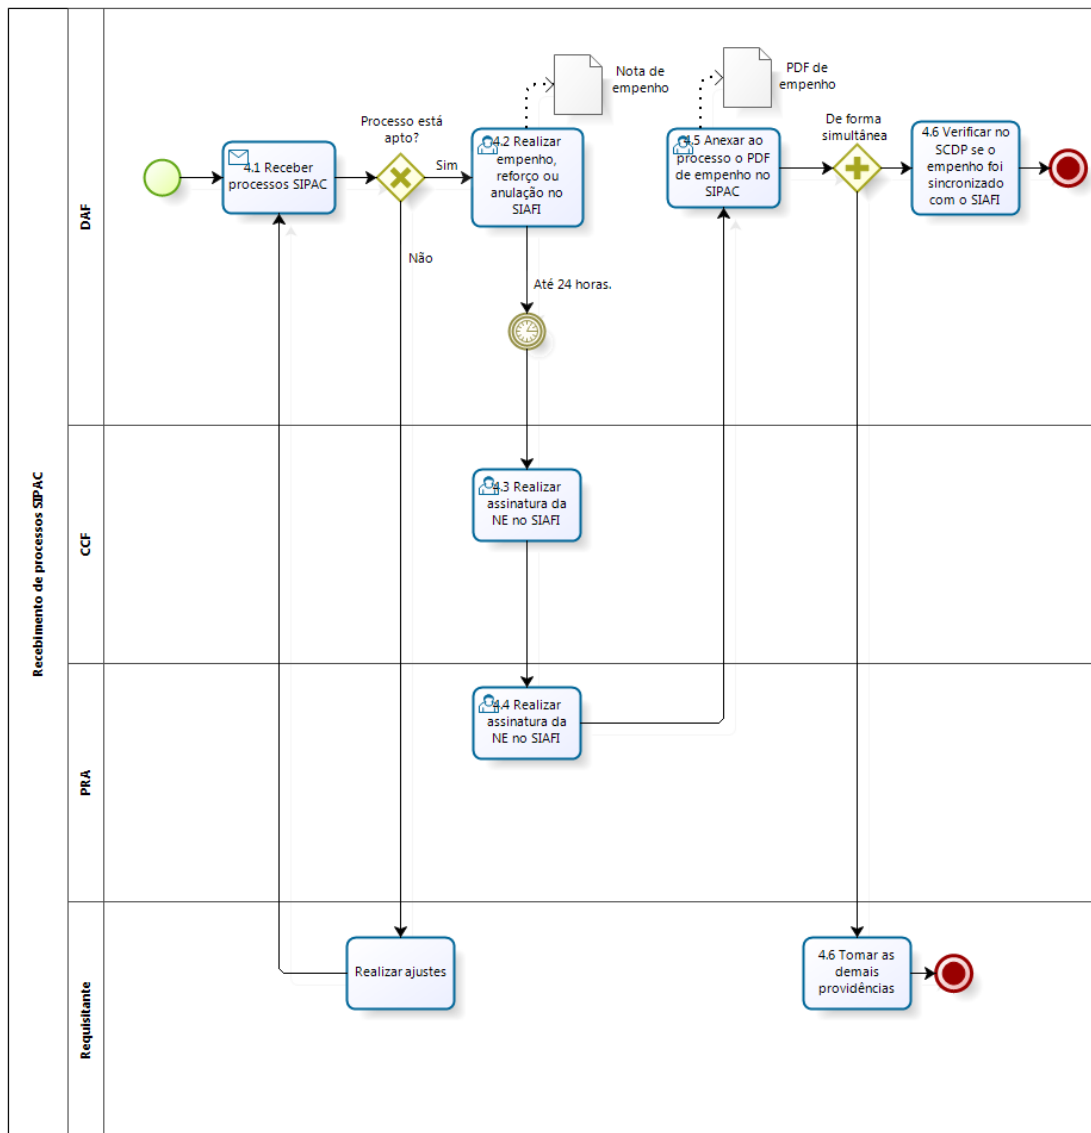 Recebimento de processos SIPAC
DAF
CCF
PRA
Requisitante
4.1 Receber
processos SIPAC
Processo está
apto?
Sim
Não
4.2 Realizar
empenho,
reforço ou
anulação no
SIAFI
Nota de
empenho
Até 24 horas.
4.3 Realizar
assinatura da
NE no SIAFI
4.4 Realizar
assinatura da
NE no SIAFI
4.5 Anexar ao
processo o PDF
de empenho no
SIPAC
PDF de
empenho
De forma
simultânea
4.6 Verificar no
SCDP se o
empenho foi
sincronizado
com o SIAFI
Realizar ajustes
4.6 Tomar as
demais
providências